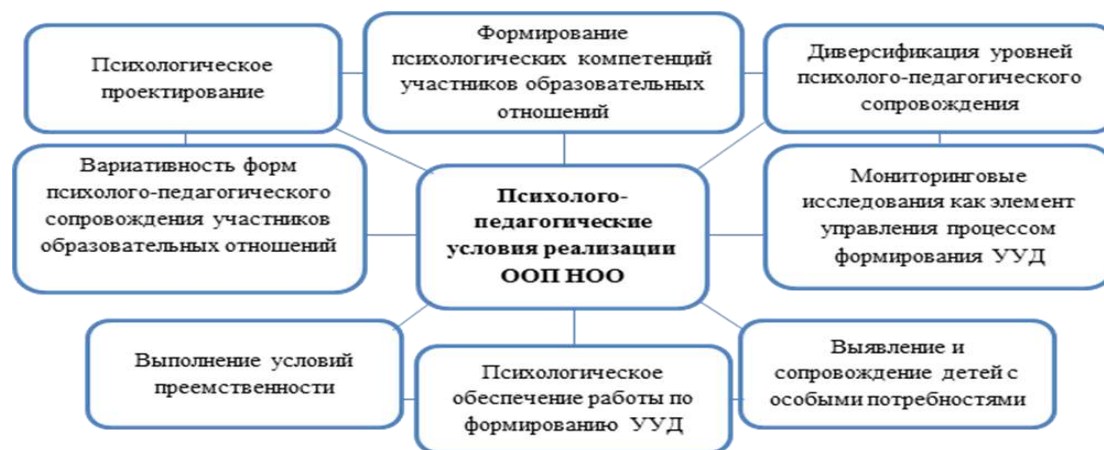 Психологическое
проектирование
Формирование
психологических компетенций
участников образовательных
отношений
Диверсификация уровней
психолого-педагогического
сопровождения
Вариативность форм
психолого-педагогического
сопровождения участников
образовательных отношений
Психолого-
педагогические
условия реализации
ООП НОО
Мониторинговые
исследования как элемент
управления процессом
формирования УУД
Выполнение условий
преемственности
Психологическое
обеспечение работы по
формированию УУД
Выявление и
сопровождение детей с
особыми потребностями